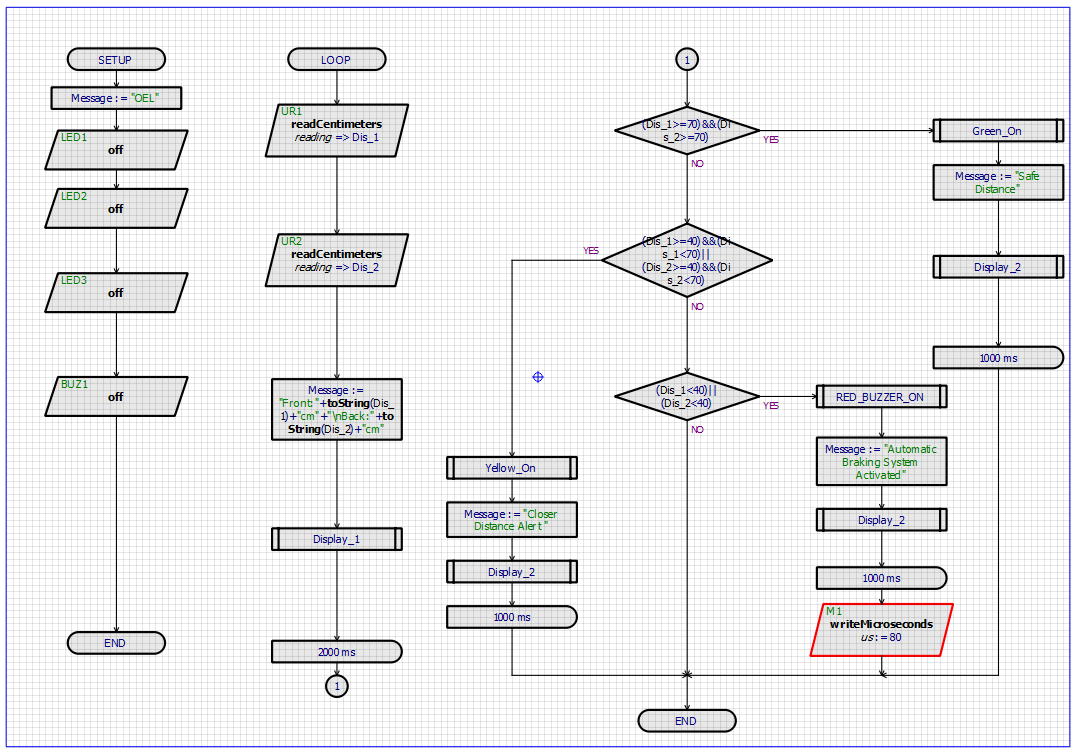 SETUP
Message := "OEL"
LED1
off
LED2
off
LED3
off
BUZ1
off
END
LOOP
UR1
readCentimeters
reading => Dis_1
UR2
readCentimeters
reading => Dis_2
Message :=
"Front:"+toString(Dis_
1)+"cm"+"\nBack:"+to
String(Dis_2)+"cm"
Display_1
2000 ms
1
1
(Dis_1>=70)&&(Di
s_2>=70)
YES
NO
(Dis_1>=40)&&(Di
s_1<70)||
(Dis_2>=40)&&(Di
s_2<70)
YES
NO
(Dis_1<40)||
(Dis_2<40)
YES
NO
Yellow_On
Message := "Closer
Distance Alert "
Display_2
1000 ms
RED_BUZZER_ON
Message := "Automatic
Braking System
Activated"
Display_2
1000 ms
M1
writeMicroseconds
us:=80
Green_On
Message := "Safe
Distance"
Display_2
1000 ms
END